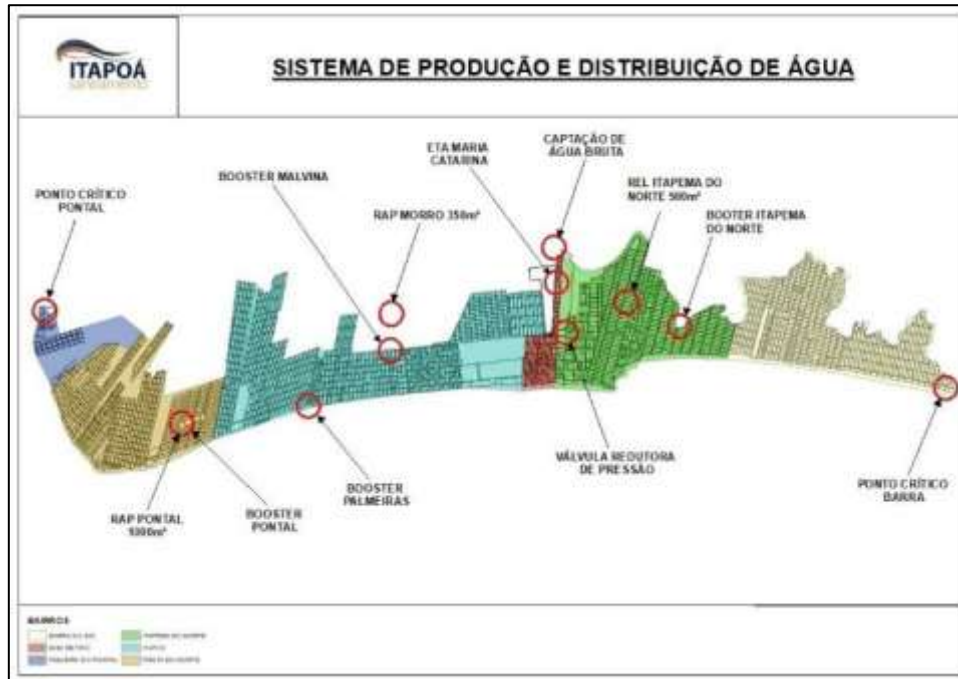 ITAPOÁ
saneamento
SISTEMA DE PRODUÇÃO E DISTRIBUIÇÃO DE ÁGUA
CAPTAÇÃO DE
ÁGUA BRUTA
ETA MARIA
CATARINA
BOOSTER MALVINA
REL ITAPEMA DO
NORTE 500m³
PONTO CRÍTICO
PONTAL
RAP MORRO 350m³
BOOTER ITAPEMA
DO NORTE
VÁLVULA REDUTORA
DE PRESSÃO
PONTO CRÍTICO
BARRA
BOOSTER
PALMEIRAS
RAP PONTAL
1000m³
BOOSTER
PONTAL
BAIRROS